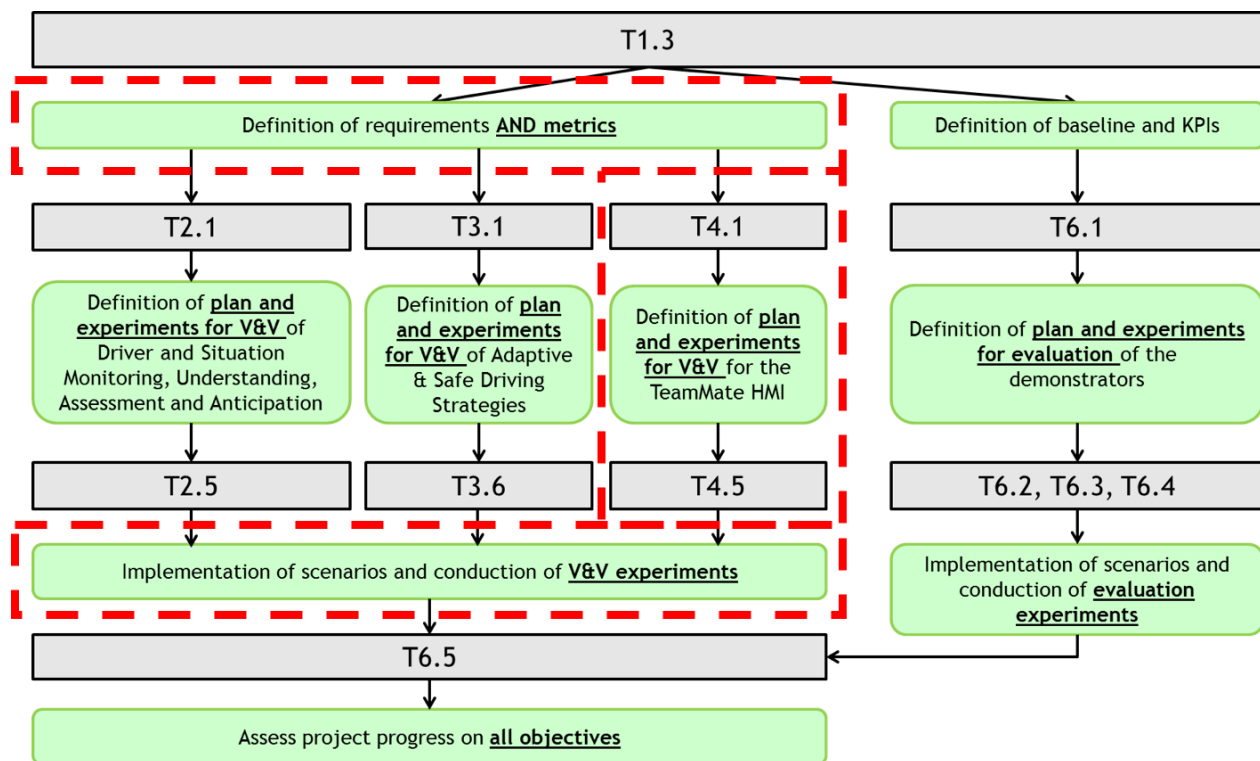 T1.3
Definition of requirements AND metrics
Definition of baseline and KPIs
T2.1
T3.1
T4.1
T6.1
Definition of plan and
experiments for V&V of
Driver and Situation
Monitoring, Understanding,
Assessment and Anticipation
Definition of plan
and experiments
for V&V of Adaptive
& Safe Driving
Strategies
Definition of plan
and experiments
for V&V for the
TeamMate HMI
Definition of plan and experiments
for evaluation of the
demonstrators
T2.5
T3.6
T4.5
T6.2, T6.3, T6.4
Implementation of scenarios and conduction of V&V experiments
Implementation of scenarios and
conduction of evaluation
experiments
T6.5
Assess project progress on all objectives